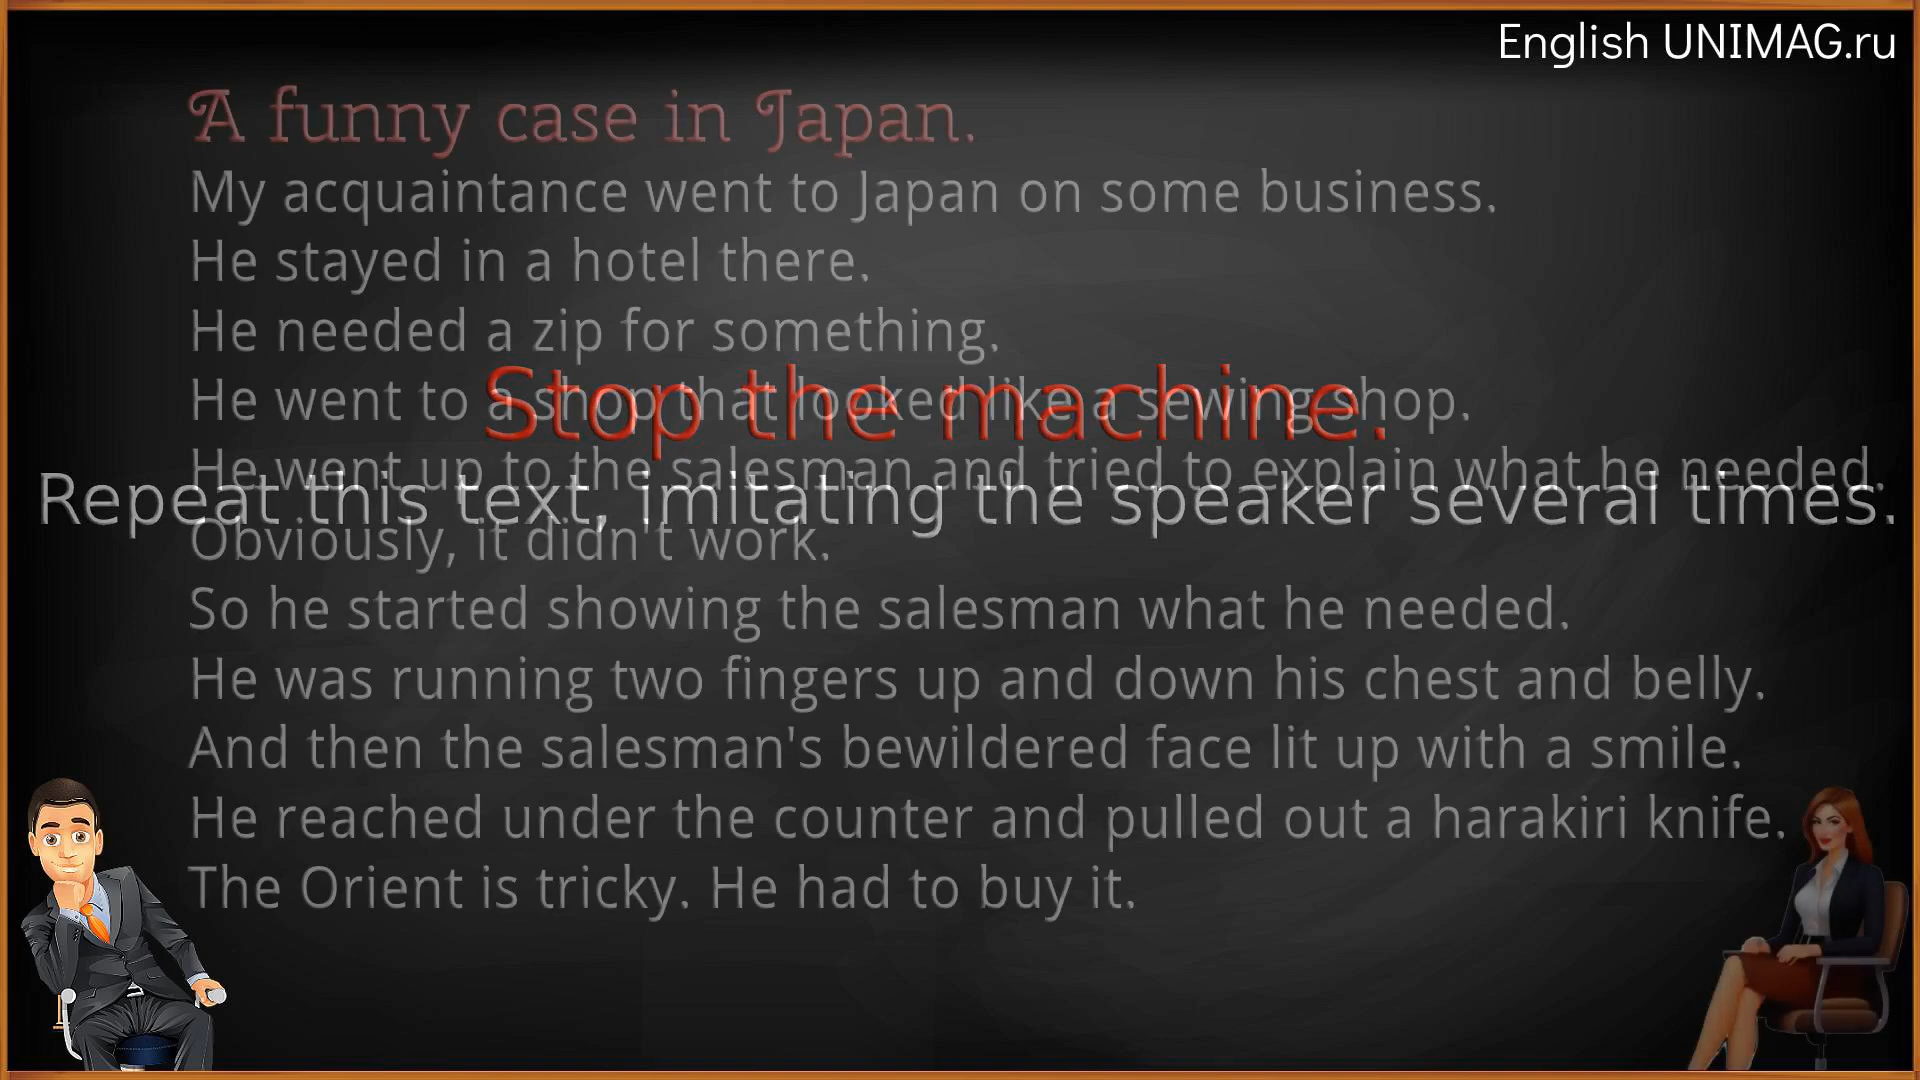 English UNIMAG.ru
A funny case in Japan.
My acquaintance went to Japan on some business.
He stayed in a hotel there.
He needed a zip for something.
He went to a shop that looked like a sewing shop.
Stop the machine.
He went up to the salesman and tried to explain what he needed.
Repeat this text, imitating the speaker several times.
Obviously, it didn't work.
So he started showing the salesman what he needed.
He was running two fingers up and down his chest and belly.
And then the salesman's bewildered face lit up with a smile.
He reached under the counter and pulled out a harakiri knife.
The Orient is tricky. He had to buy it.